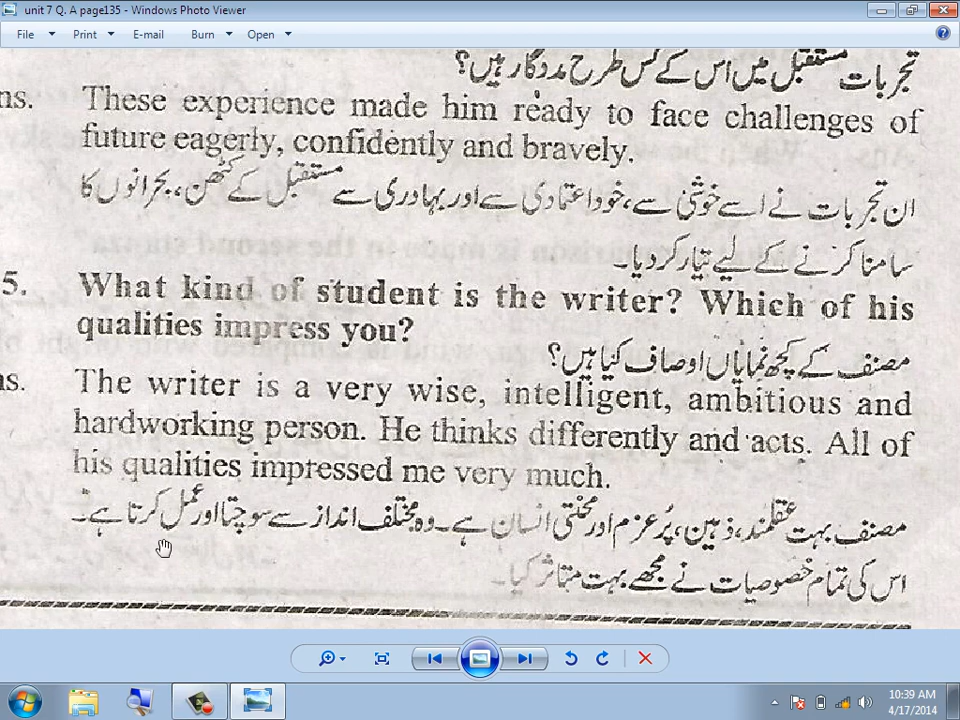 unit 7 Q. A page135 - Windows Photo Viewer
File Print E-mail Burn Open
تجربات مستقبل میں اس کے کس طرح مددگار ہیں؟
ns. These experience made him ready to face challenges of
future eagerly, confidently and bravely.
ان تجربات نے اسے خوشی سے، خود اعتمادی سے اور بہادری سے مستقبل کے کٹھن، بحرانوں کا
سامنا کرنے کے لیے تیار کر دیا۔
5. What kind of student is the writer? Which of his
qualities impress you?
مصنف کے کچھ نمایاں اوصاف کیا ہیں؟
ns. The writer is a very wise, intelligent, ambitious and
hardworking person. He thinks differently and acts. All of
his qualities impressed me very much.
مصنف بہت عقلمند، ذہین، پُرعزم اور محنتی انسان ہے۔ وہ مختلف انداز سے سوچتا اور عمل کرتا ہے۔
اس کی تمام خصوصیات نے مجھے بہت متاثر کیا۔
10:39 AM
4/17/2014